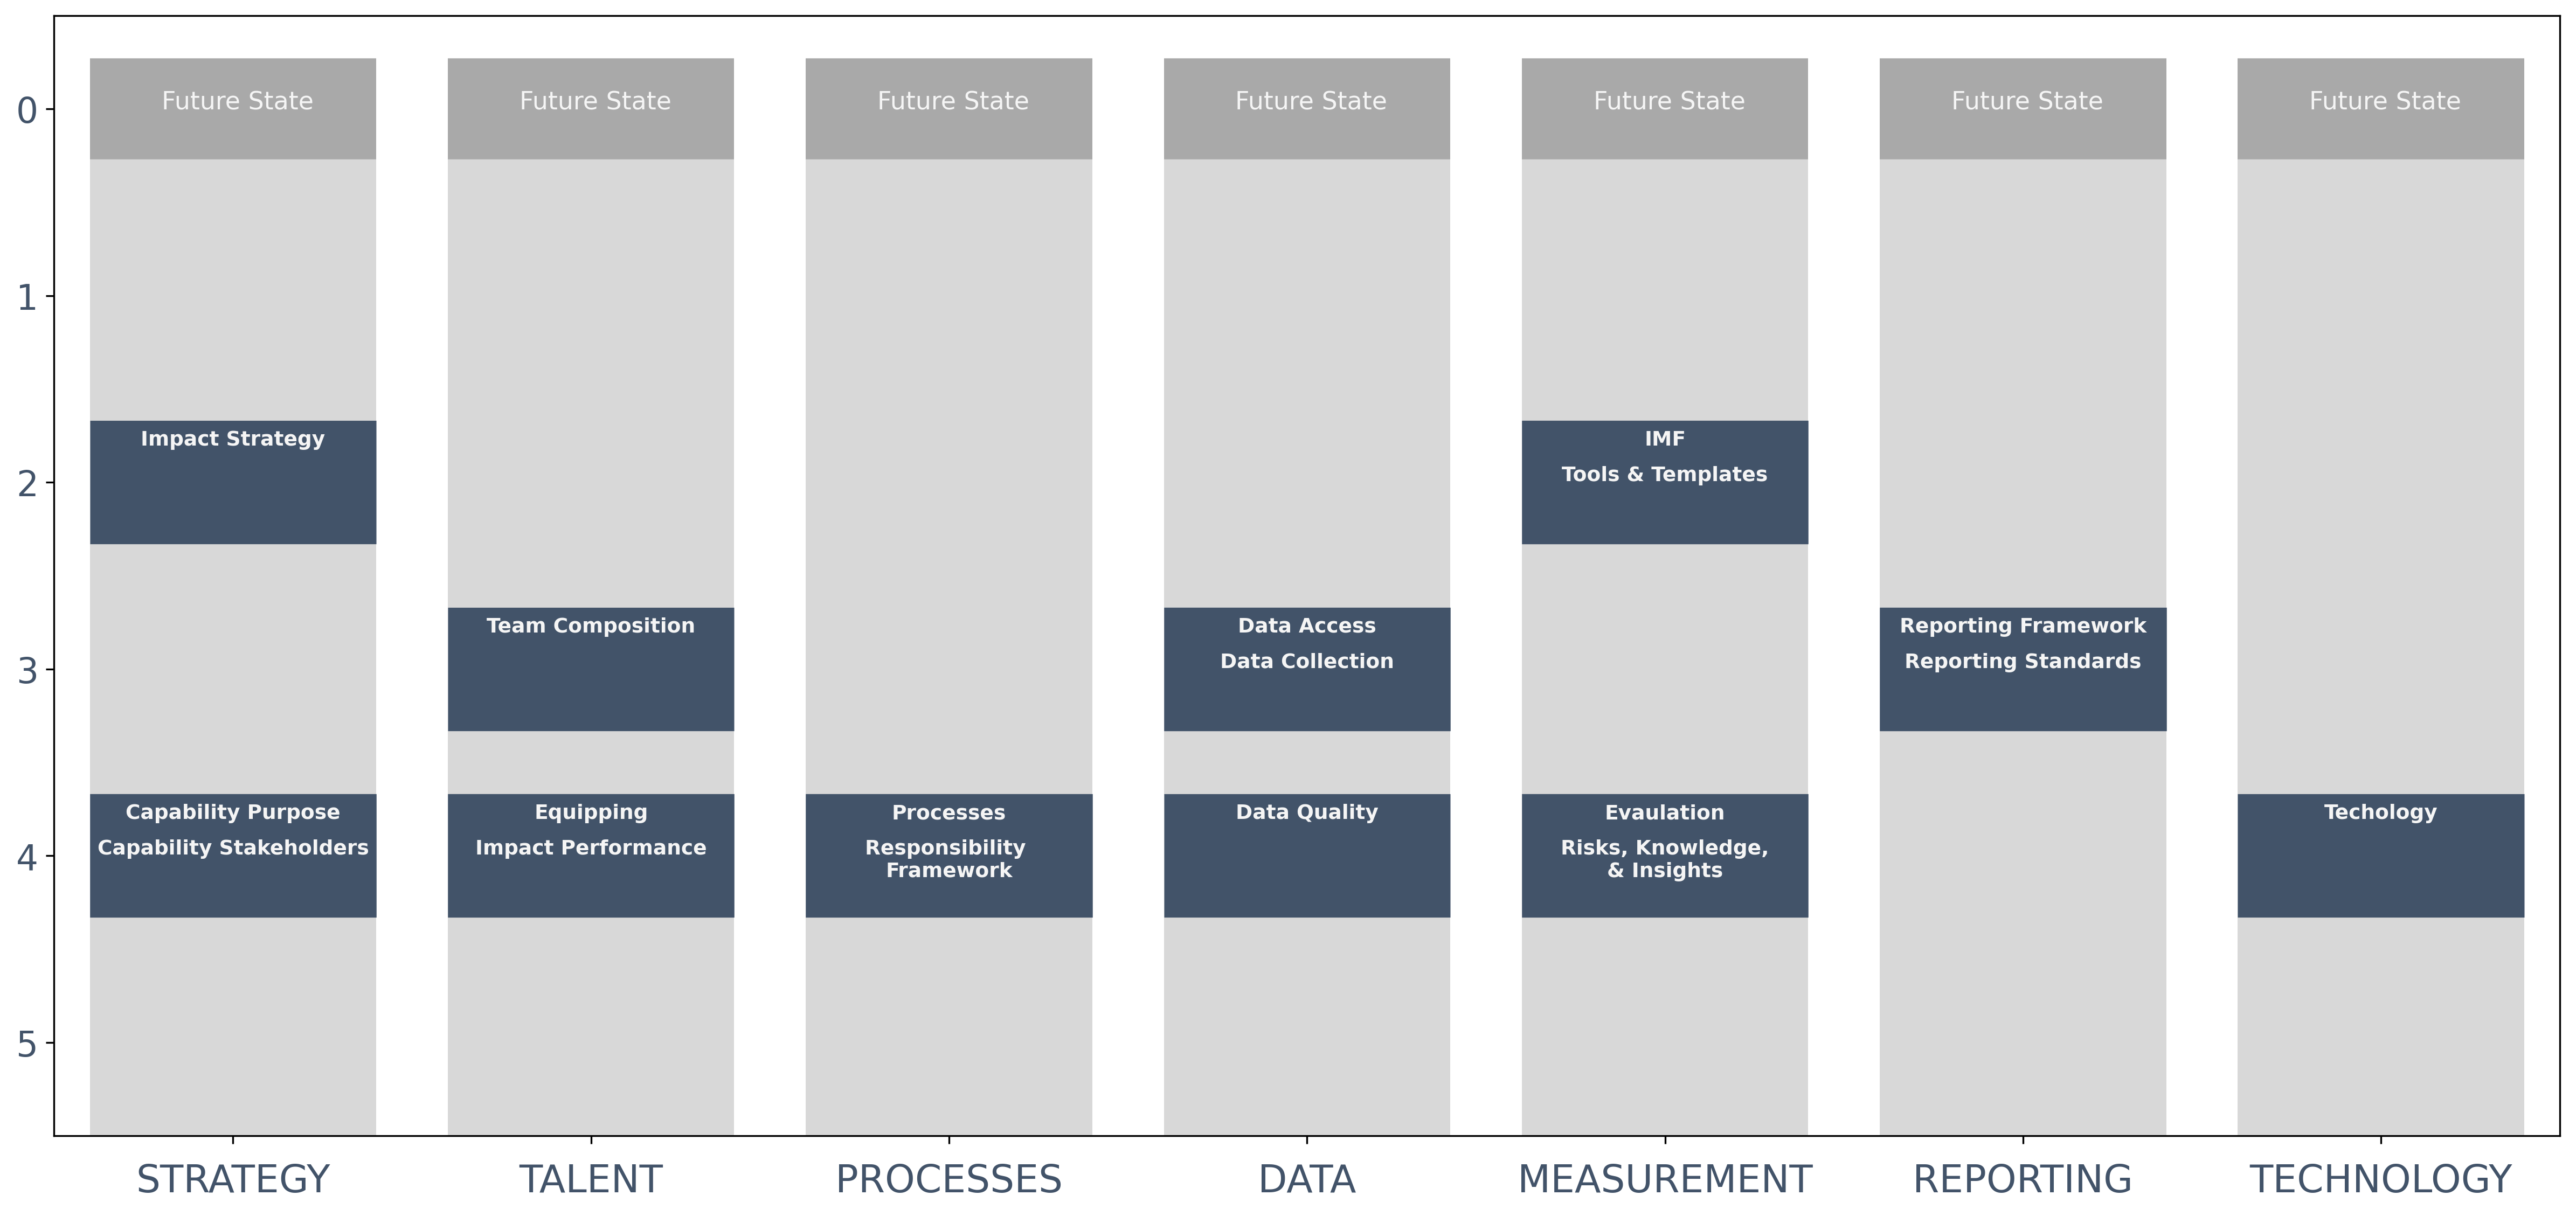 0
Future State
Future State
Future State
Future State
Future State
Future State
Future State
1
2
Impact Strategy
IMF
Tools & Templates
3
Team Composition
Data Access
Data Collection
Reporting Framework
Reporting Standards
4
Capability Purpose
Capability Stakeholders
Equipping
Impact Performance
Processes
Responsibility
Framework
Data Quality
Evaulation
Risks, Knowledge,
& Insights
Techology
5
STRATEGY
TALENT
PROCESSES
DATA
MEASUREMENT
REPORTING
TECHNOLOGY